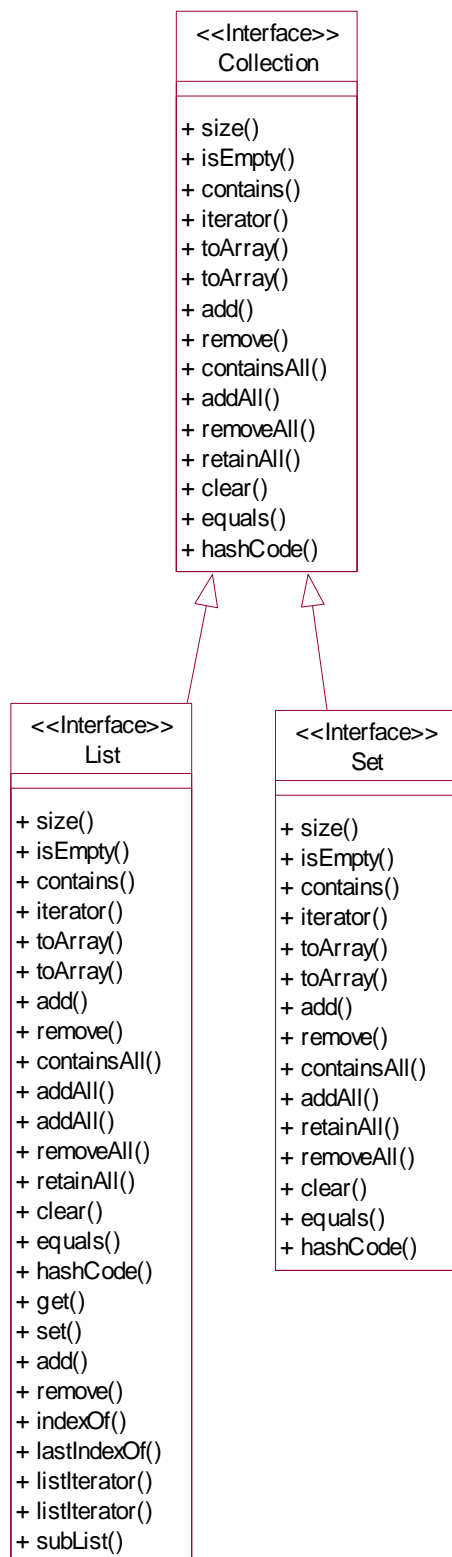 <<Interface>>
Collection
+ size()
+ isEmpty()
+ contains()
+ iterator()
+ toArray()
+ toArray()
+ add()
+ remove()
+ containsAll()
+ addAll()
+ removeAll()
+ retainAll()
+ clear()
+ equals()
+ hashCode()
<<Interface>>
List
+ size()
+ isEmpty()
+ contains()
+ iterator()
+ toArray()
+ toArray()
+ add()
+ remove()
+ containsAll()
+ addAll()
+ addAll()
+ removeAll()
+ retainAll()
+ clear()
+ equals()
+ hashCode()
+ get()
+ set()
+ add()
+ remove()
+ indexOf()
+ lastIndexOf()
+ listIterator()
+ listIterator()
+ subList()
<<Interface>>
Set
+ size()
+ isEmpty()
+ contains()
+ iterator()
+ toArray()
+ toArray()
+ add()
+ remove()
+ containsAll()
+ addAll()
+ retainAll()
+ removeAll()
+ clear()
+ equals()
+ hashCode()